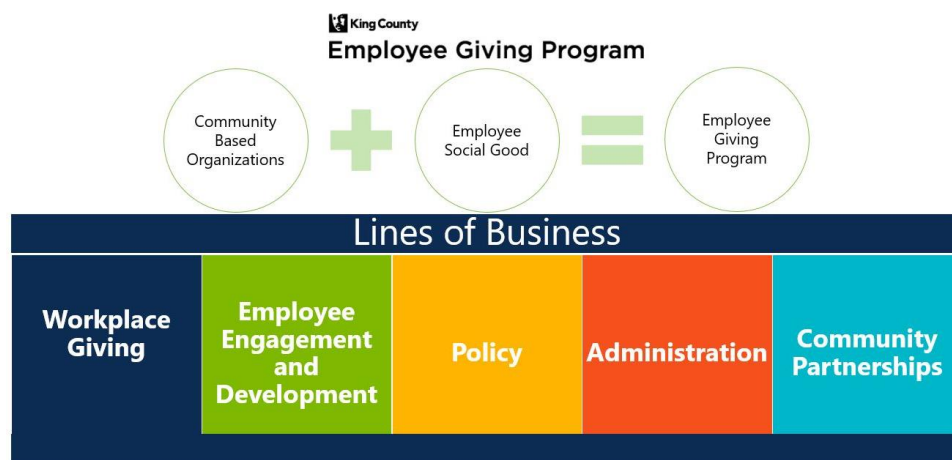 King County
Employee Giving Program
Community
Based
Organizations
Employee
Social Good
Employee
Giving
Program
Lines of Business
Workplace
Giving
Employee
Engagement
and
Development
Policy
Administration
Community
Partnerships